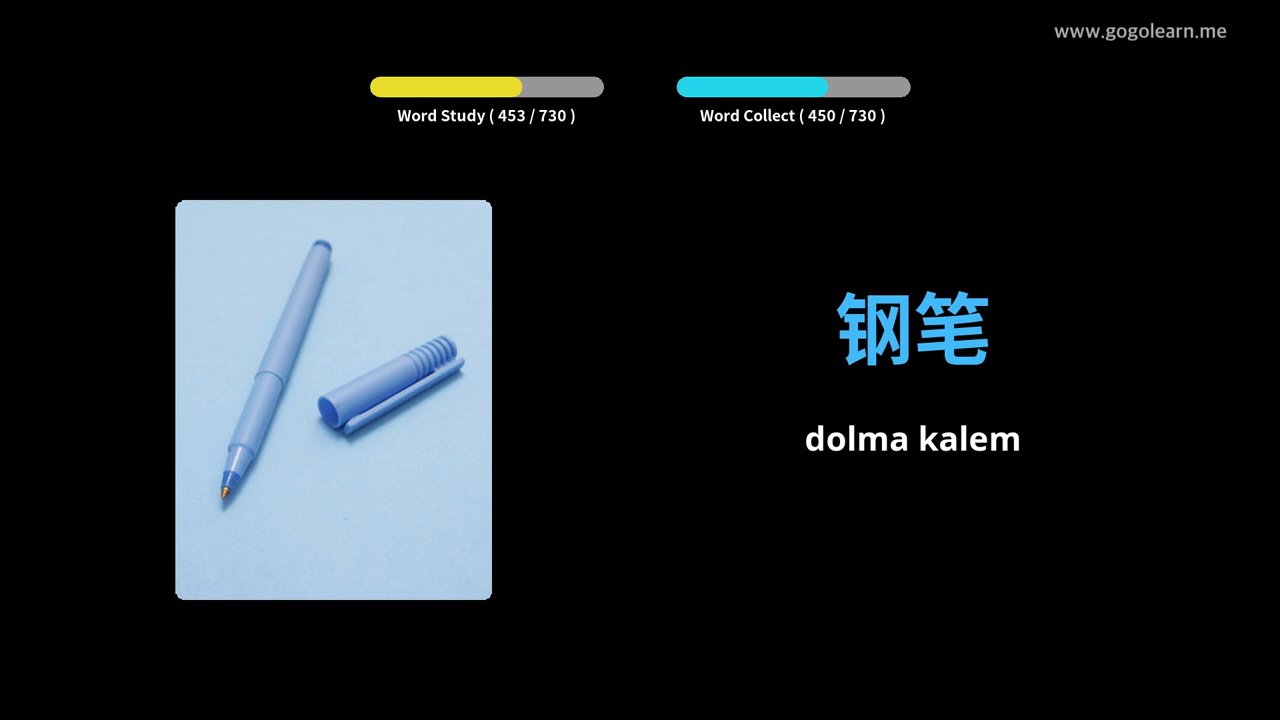 www.gogolearn.me
Word Study ( 453 / 730 )
Word Collect ( 450 / 730 )
钢笔
dolma kalem